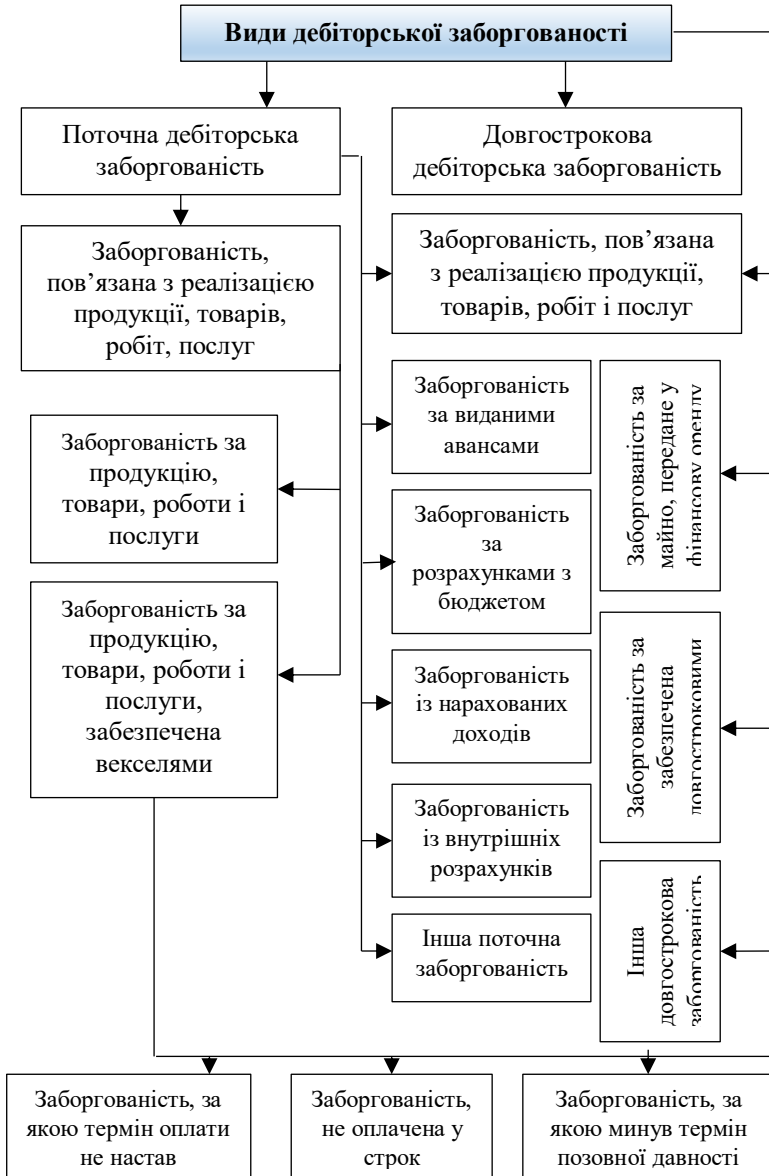 Види дебіторської заборгованості
Поточна дебіторська
заборгованість
Довгострокова
дебіторська заборгованість
Заборгованість,
пов’язана з реалізацією
продукції, товарів,
робіт, послуг
Заборгованість, пов’язана
з реалізацією продукції,
товарів, робіт і послуг
Заборгованість за
продукцію,
товари, роботи і
послуги
Заборгованість за
продукцію,
товари, роботи і
послуги,
забезпечена
векселями
Заборгованість
за виданими
авансами
Заборгованість
за
розрахунками з
бюджетом
Заборгованість
із нарахованих
доходів
Заборгованість
із внутрішніх
розрахунків
Інша поточна
заборгованість
Заборгованість за
майно, передане у
фінансову оренду
Заборгованість за
забезпечена
довгостроковими
Інша
довгострокова
заборгованість
Заборгованість, за
якою термін оплати
не настав
Заборгованість,
не оплачена у
строк
Заборгованість, за
якою минув термін
позовної давності